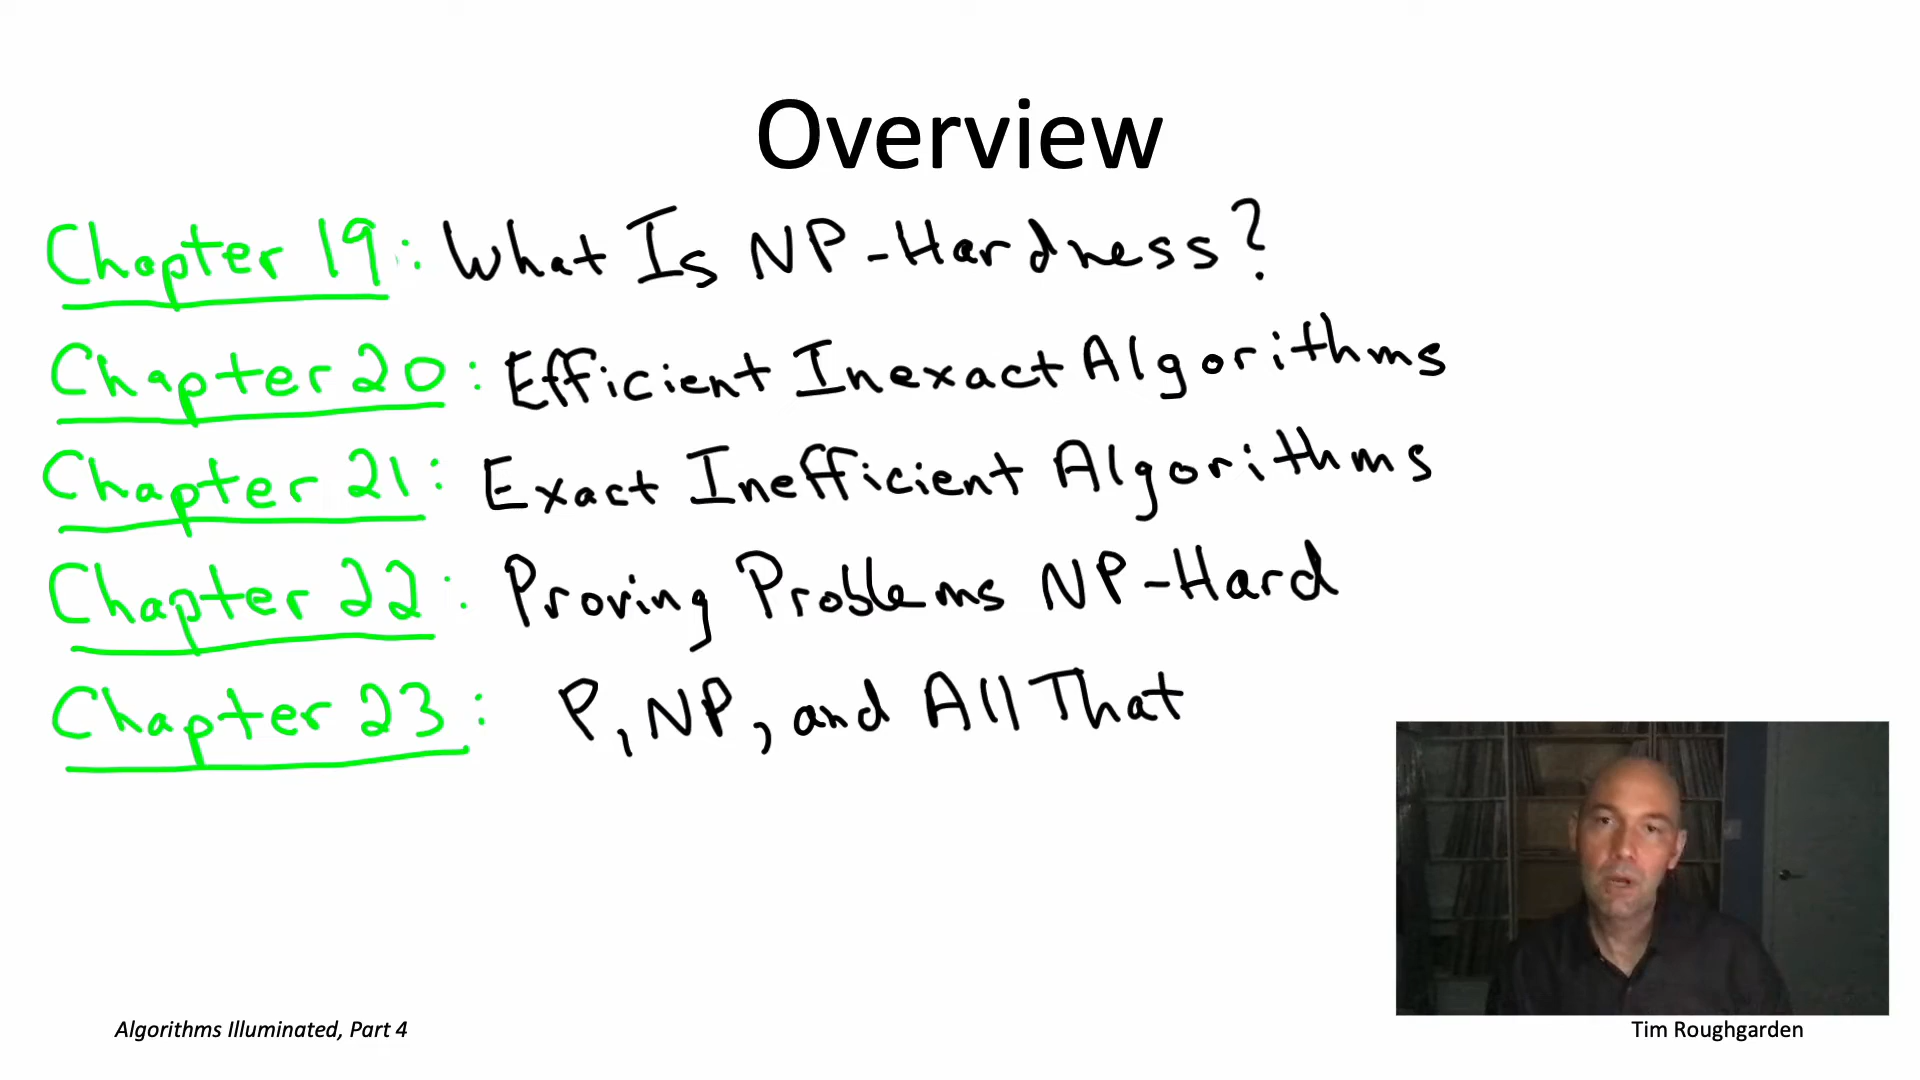 Overview
Chapter 19: What Is NP-Hardness?
Chapter 20: Efficient Inexact Algorithms
Chapter 21: Exact Inefficient Algorithms
Chapter 22: Proving Problems NP-Hard
Chapter 23: P, NP, and All That
Algorithms Illuminated, Part 4
Tim Roughgarden